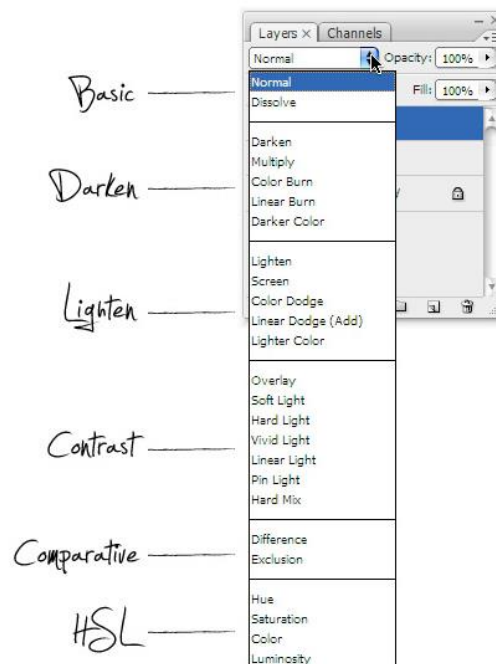 Layers × Channels
Normal Opacity: 100%
Basic
Normal Fill: 100%
Dissolve
Darken
Darken
Multiply
Color Burn
Linear Burn
Darker Color
Lighten
Lighten
Screen
Color Dodge
Linear Dodge (Add)
Lighter Color
Contrast
Overlay
Soft Light
Hard Light
Vivid Light
Linear Light
Pin Light
Hard Mix
Comparative
Difference
Exclusion
HSL
Hue
Saturation
Color
Luminosity